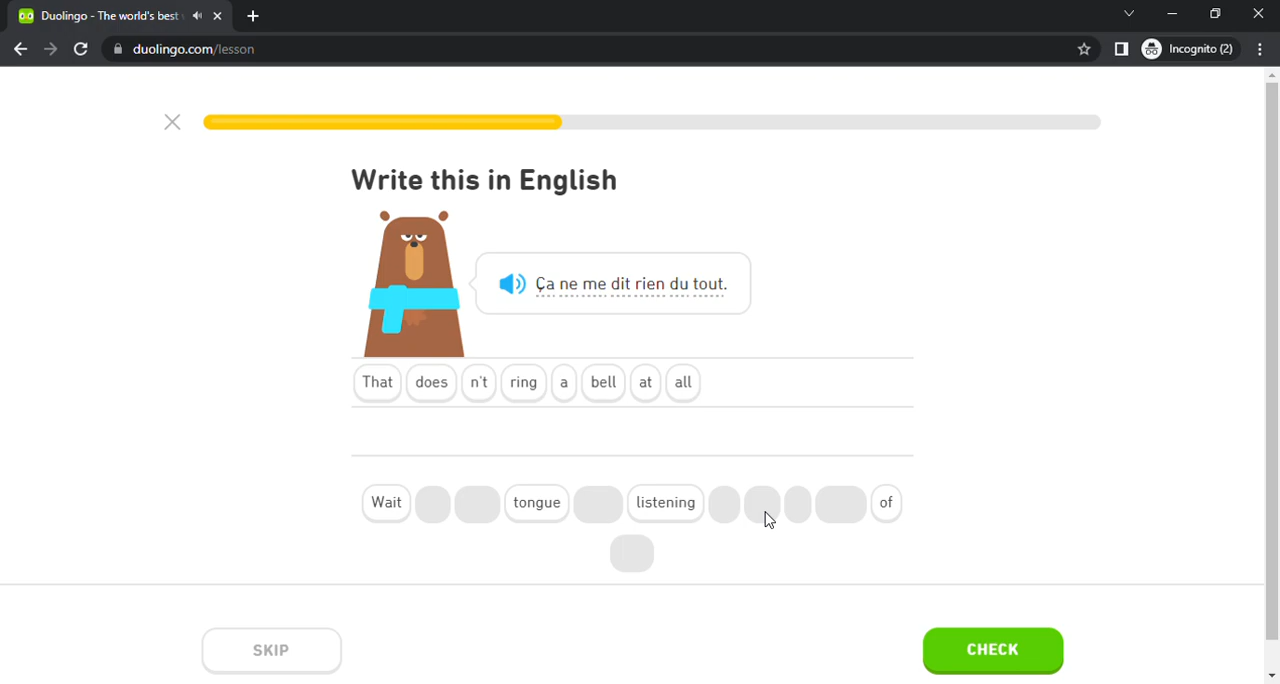 Duolingo - The world's best
duolingo.com/lesson
Incognito (2)
Write this in English
Ça ne me dit rien du tout.
That does n't ring a bell at all
Wait tongue listening of
SKIP
CHECK